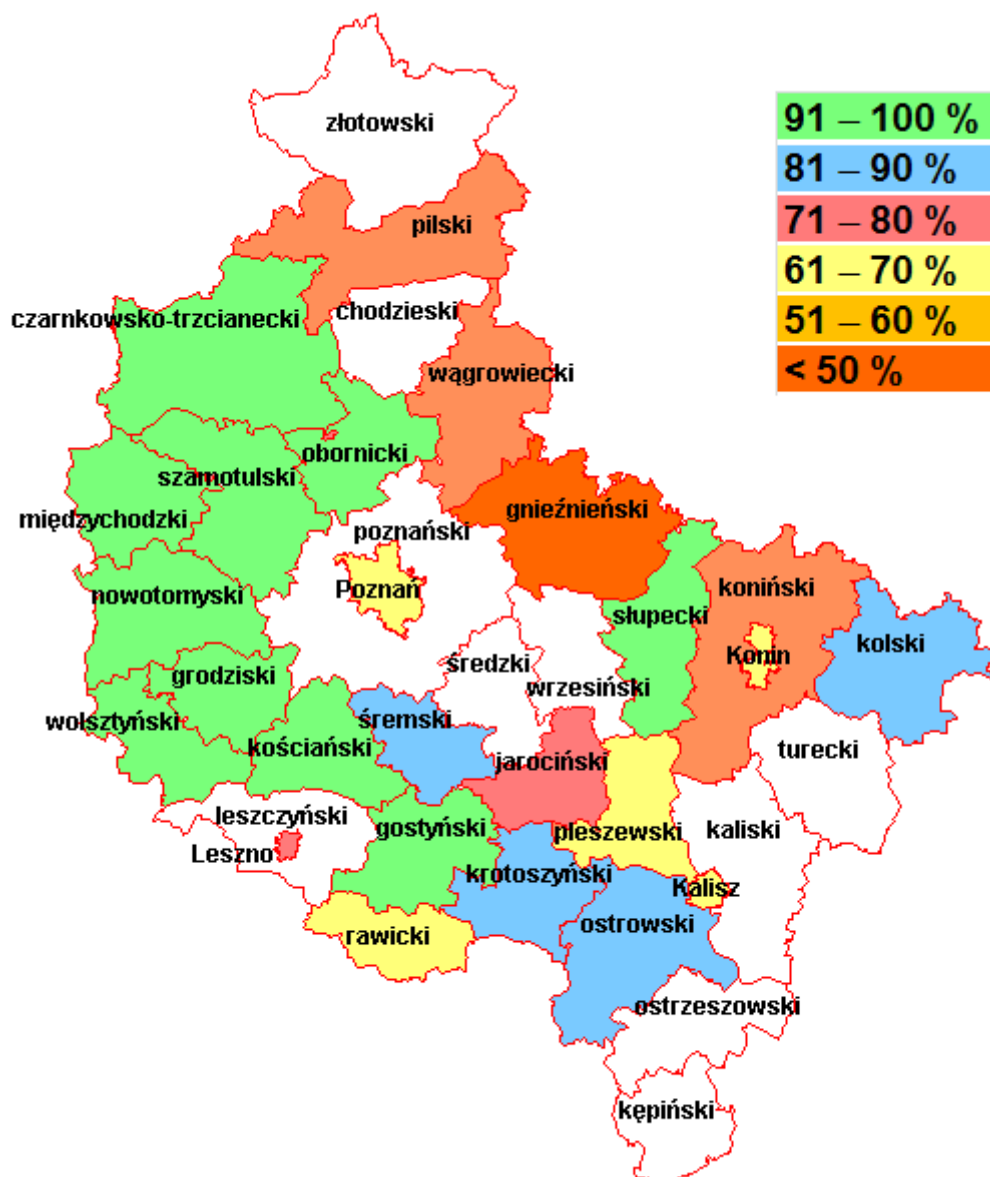 złotowski
91 – 100 %
81 – 90 %
71 – 80 %
61 – 70 %
51 – 60 %
< 50 %
pilski
chodzieski
czarnkowsko-trzcianecki
wągrowiecki
obornicki
szamotulski
gnieźnieński
międzychodzki
poznański
Poznań
nowotomyski
koniński
słupecki
kolski
Konin
średzki
grodziski
wrzesiński
wolsztyński
śremski
kościański
turecki
jarociński
leszczyński
gostyński
pleszewski
kaliski
Leszno
krotoszyński
Kalisz
ostrowski
rawicki
ostrzeszowski
kępiński